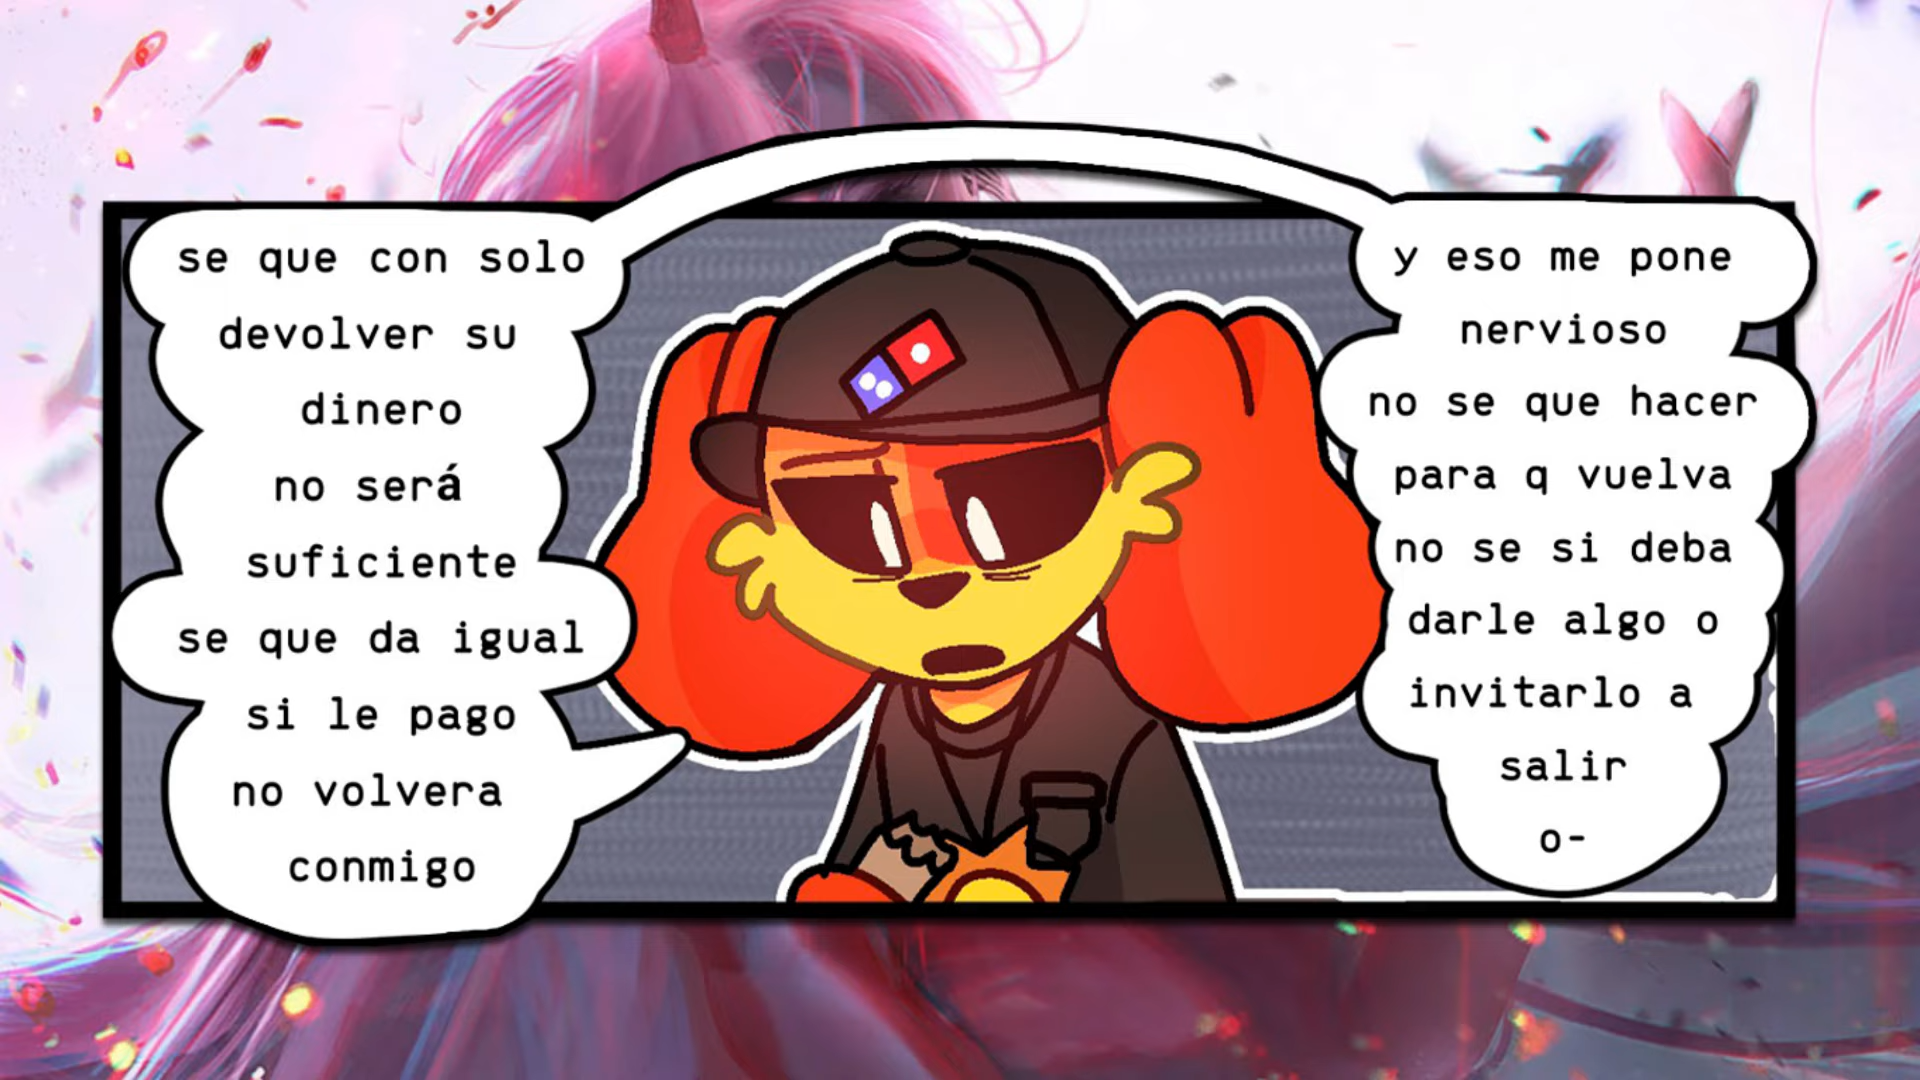 se que con solo
devolver su
dinero
no será
suficiente
se que da igual
si le pago
no volvera
conmigo
y eso me pone
nervioso
no se que hacer
para q vuelva
no se si deba
darle algo o
invitarlo a
salir
o-